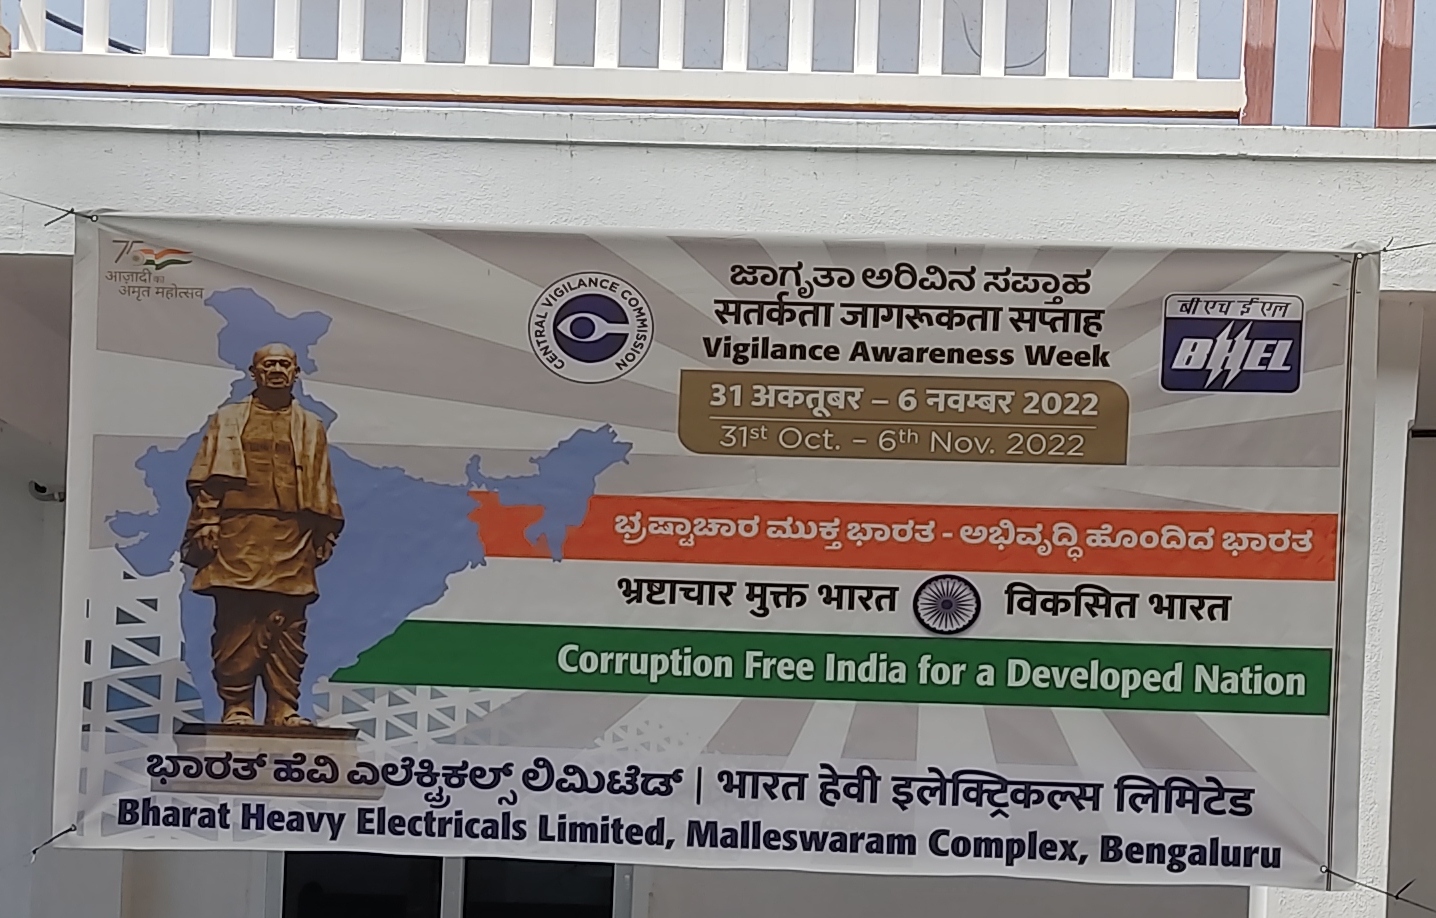 75
आज़ादी का
अमृत महोत्सव
CENTRAL VIGILANCE COMMISSION
ಜಾಗೃತಾ ಅರಿವಿನ ಸಪ್ತಾಹ
सतर्कता जागरूकता सप्ताह
Vigilance Awareness Week
31 अकतूबर – 6 नवम्बर 2022
31st Oct. – 6th Nov. 2022
बी एच ई एल
BHEL
ಭ್ರಷ್ಟಾಚಾರ ಮುಕ್ತ ಭಾರತ - ಅಭಿವೃದ್ಧಿ ಹೊಂದಿದ ಭಾರತ
भ्रष्टाचार मुक्त भारत विकसित भारत
Corruption Free India for a Developed Nation
ಭಾರತ್ ಹೆವಿ ಎಲೆಕ್ಟ್ರಿಕಲ್ಸ್ ಲಿಮಿಟೆಡ್ | भारत हेवी इलेक्ट्रिकल्स लिमिटेड
Bharat Heavy Electricals Limited, Malleswaram Complex, Bengaluru